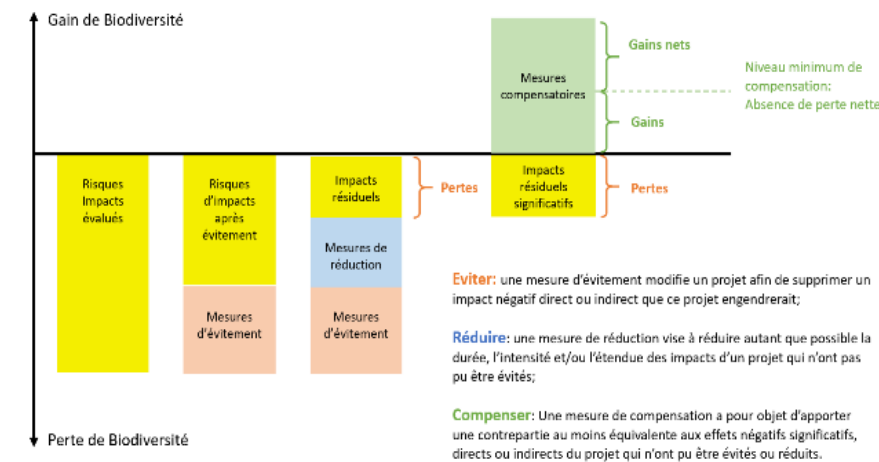 Gain de Biodiversité
Gains nets
Mesures
compensatoires
Niveau minimum de
compensation:
Absence de perte nette
Gains
Risques
Impacts
évalués
Risques
d'impacts
après
évitement
Impacts
résiduels
Pertes
Impacts
résiduels
significatifs
Pertes
Mesures de
réduction
Mesures
d'évitement
Mesures
d'évitement
Eviter: une mesure d'évitement modifie un projet afin de supprimer un
impact négatif direct ou indirect que ce projet engendrerait;
Réduire: une mesure de réduction vise à réduire autant que possible la
durée, l'intensité et/ou l'étendue des impacts d'un projet qui n'ont pas
pu être évités;
Compenser: Une mesure de compensation a pour objet d'apporter
une contrepartie au moins équivalente aux effets négatifs significatifs,
directs ou indirects du projet qui n'ont pu être évités ou réduits.
Perte de Biodiversité